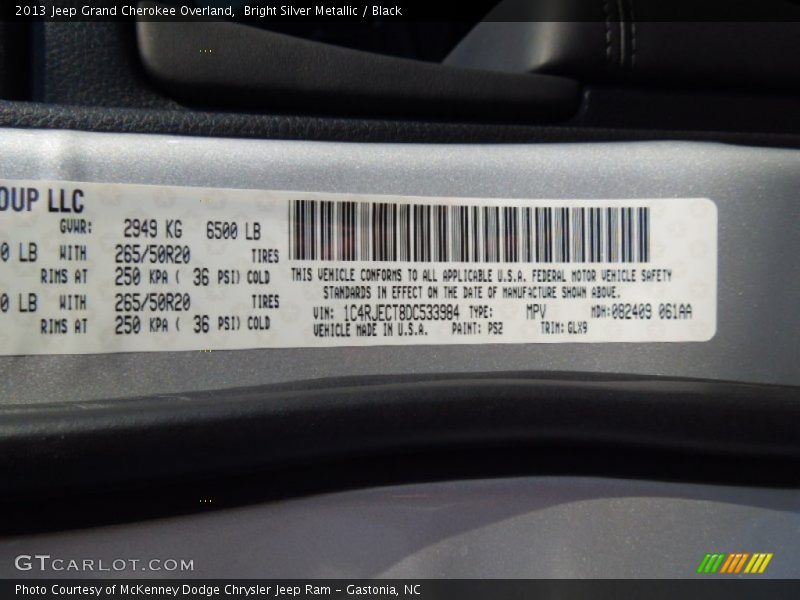 2013 Jeep Grand Cherokee Overland, Bright Silver Metallic / Black
OUP LLC
GVWR: 2949 KG 6500 LB
0 LB WITH 265/50R20 TIRES
RIMS AT 250 KPA ( 36 PSI) COLD
0 LB WITH 265/50R20 TIRES
RIMS AT 250 KPA ( 36 PSI) COLD
THIS VEHICLE CONFORMS TO ALL APPLICABLE U.S.A. FEDERAL MOTOR VEHICLE SAFETY
STANDARDS IN EFFECT ON THE DATE OF MANUFACTURE SHOWN ABOVE.
VIN: 1C4RJECT8DC533984 TYPE: MPV MDH:082409 061AA
VEHICLE MADE IN U.S.A. PAINT: PS2 TRIM: GLX9
GTCARLOT.COM
Photo Courtesy of McKenney Dodge Chrysler Jeep Ram - Gastonia, NC